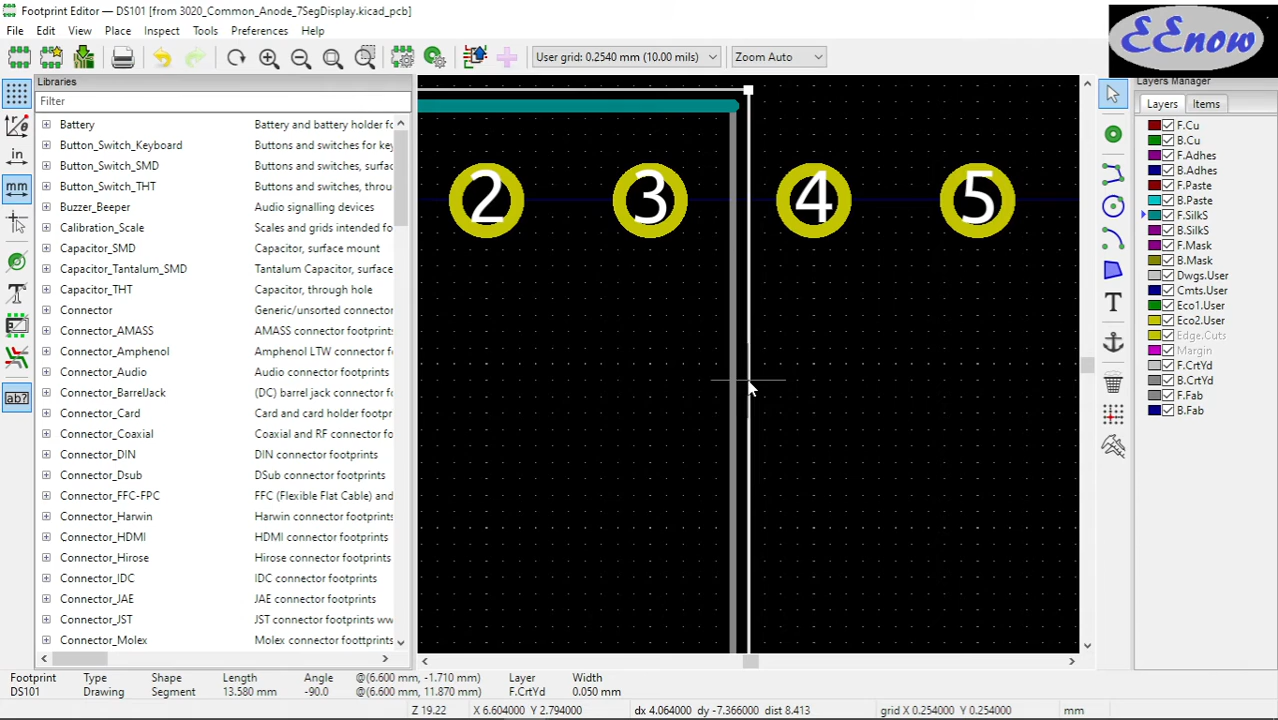 Footprint Editor — DS101 [from 3020_Common_Anode_7SegDisplay.kicad_pcb]
EEnow
File Edit View Place Inspect Tools Preferences Help
User grid: 0.2540 mm (10.00 mils) Zoom Auto
Libraries
Layers Manager
Filter
Layers Items
Battery Battery and battery holder fo
Button_Switch_Keyboard Buttons and switches for key
Button_Switch_SMD Buttons and switches, surfac
Button_Switch_THT Buttons and switches, throu
Buzzer_Beeper Audio signalling devices
Calibration_Scale Scales and grids intended fo
Capacitor_SMD Capacitor, surface mount
Capacitor_Tantalum_SMD Tantalum Capacitor, surface
Capacitor_THT Capacitor, through hole
Connector Generic/unsorted connector
Connector_AMASS AMASS connector footprints
Connector_Amphenol Amphenol LTW connector fo
Connector_Audio Audio connector footprints
Connector_BarrelJack (DC) barrel jack connector f
Connector_Card Card and card holder footpr
Connector_Coaxial Coaxial and RF connector fo
Connector_DIN DIN connector footprints
Connector_Dsub DSub connector footprints
Connector_FFC-FPC FFC (Flexible Flat Cable) and
Connector_Harwin Harwin connector footprints
Connector_HDMI HDMI connector footprints
Connector_Hirose Hirose connector footprints
Connector_IDC IDC connector footprints
Connector_JAE JAE connector footprints
Connector_JST JST connector footprints ww
Connector_Molex Molex connector foottprints
in
mm
ab?
2 3 4 5
T
F.Cu
B.Cu
F.Adhes
B.Adhes
F.Paste
B.Paste
F.SilkS
B.SilkS
F.Mask
B.Mask
Dwgs.User
Cmts.User
Eco1.User
Eco2.User
Edge.Cuts
Margin
F.CrtYd
B.CrtYd
F.Fab
B.Fab
Footprint Type Shape Length Angle @(6.600 mm, -1.710 mm) Layer Width
DS101 Drawing Segment 13.580 mm -90.0 @(6.600 mm, 11.870 mm) F.CrtYd 0.050 mm
Z 19.22 X 6.604000 Y 2.794000 dx 4.064000 dy -7.366000 dist 8.413 grid X 0.254000 Y 0.254000 mm